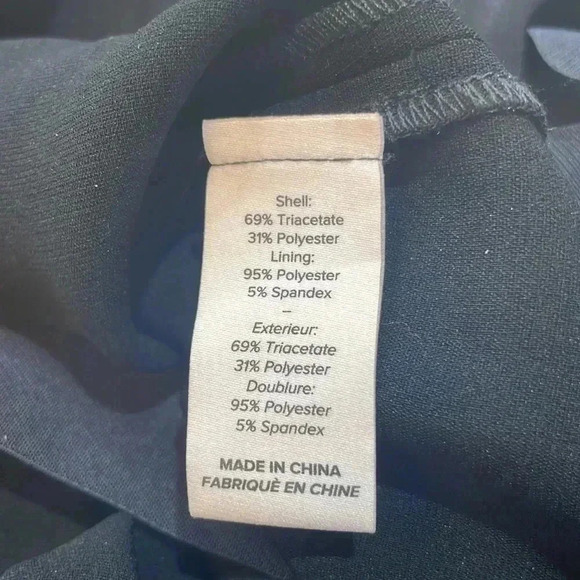 Shell:
69% Triacetate
31% Polyester
Lining:
95% Polyester
5% Spandex
–
Exterieur:
69% Triacetate
31% Polyester
Doublure:
95% Polyester
5% Spandex
MADE IN CHINA
FABRIQUÈ EN CHINE